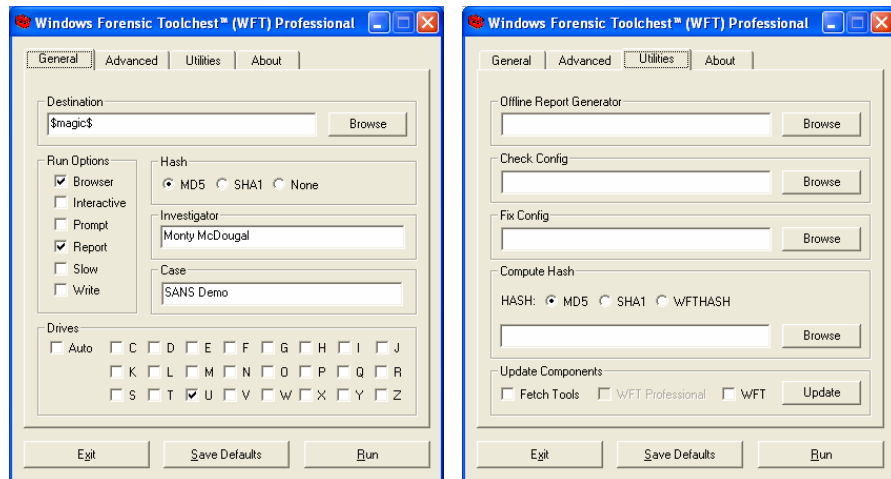 Windows Forensic Toolchest™ (WFT) Professional
General Advanced Utilities About
Destination
$magic$ Browse
Run Options
Browser
Interactive
Prompt
Report
Slow
Write
Hash
MD5 SHA1 None
Investigator
Monty McDougal
Case
SANS Demo
Drives
Auto C D E F G H I J
K L M N O P Q R
S T U V W X Y Z
Exit Save Defaults Run
Windows Forensic Toolchest™ (WFT) Professional
General Advanced Utilities About
Offline Report Generator
Browse
Check Config
Browse
Fix Config
Browse
Compute Hash
HASH: MD5 SHA1 WFTHASH
Browse
Update Components
Fetch Tools WFT Professional WFT Update
Exit Save Defaults Run